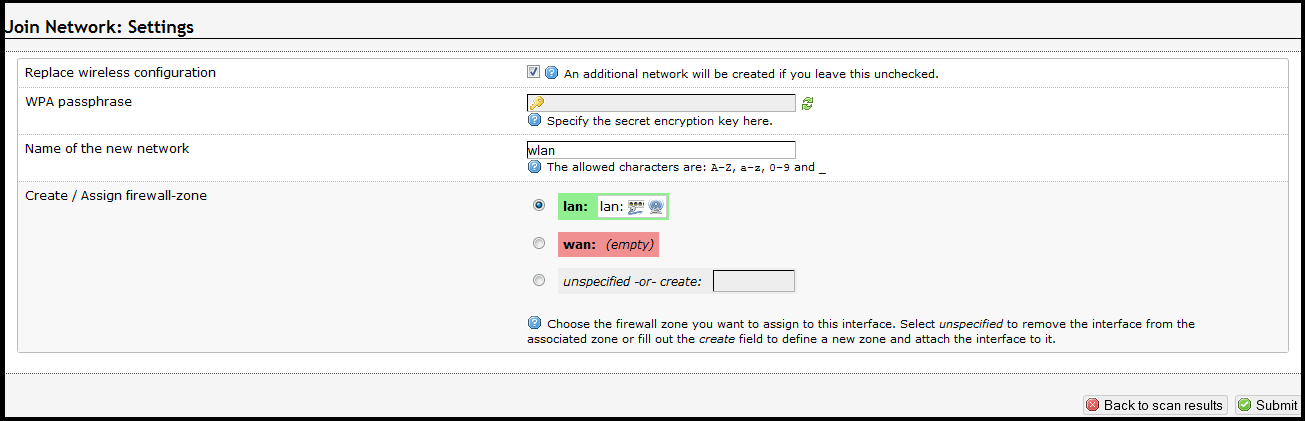 Join Network: Settings
Replace wireless configuration
An additional network will be created if you leave this unchecked.
WPA passphrase
Specify the secret encryption key here.
Name of the new network
wlan
The allowed characters are: A-Z, a-z, 0-9 and _
Create / Assign firewall-zone
lan: lan:
wan: (empty)
unspecified -or- create:
Choose the firewall zone you want to assign to this interface. Select unspecified to remove the interface from the
associated zone or fill out the create field to define a new zone and attach the interface to it.
Back to scan results Submit